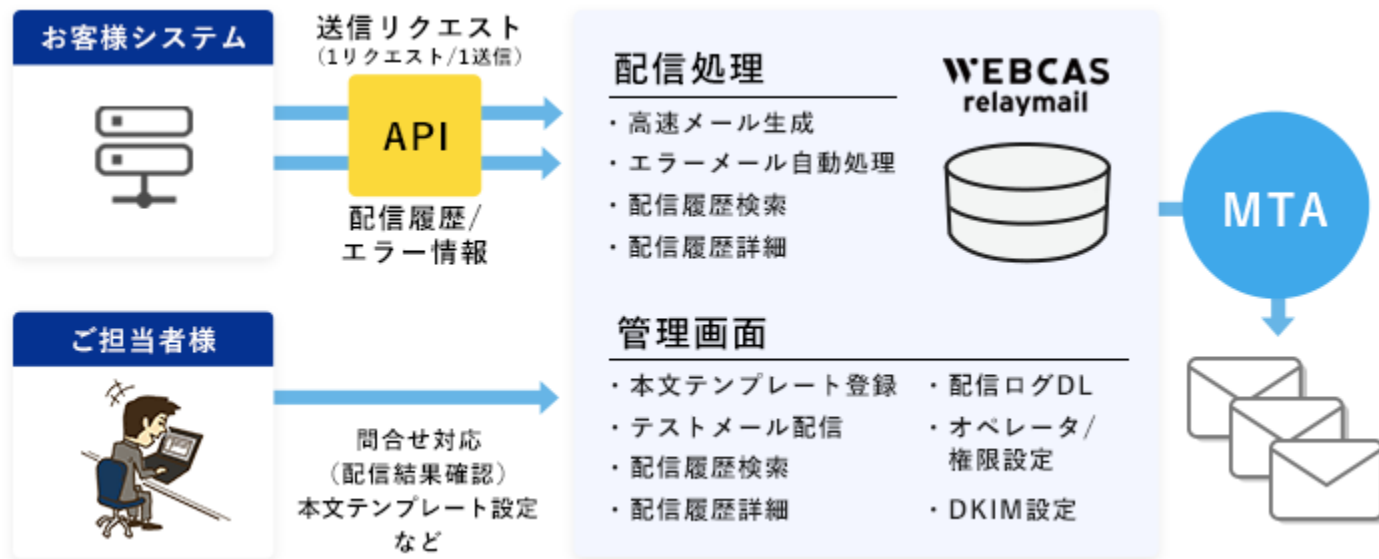 お客様システム
送信リクエスト
（1リクエスト/1送信）
API
配信履歴/
エラー情報
配信処理
・高速メール生成
・エラーメール自動処理
・配信履歴検索
・配信履歴詳細
WEBCAS
relaymail
MTA
ご担当者様
問合せ対応
（配信結果確認）
本文テンプレート設定
など
管理画面
・本文テンプレート登録
・テストメール配信
・配信履歴検索
・配信履歴詳細
・配信ログDL
・オペレータ/
権限設定
・DKIM設定